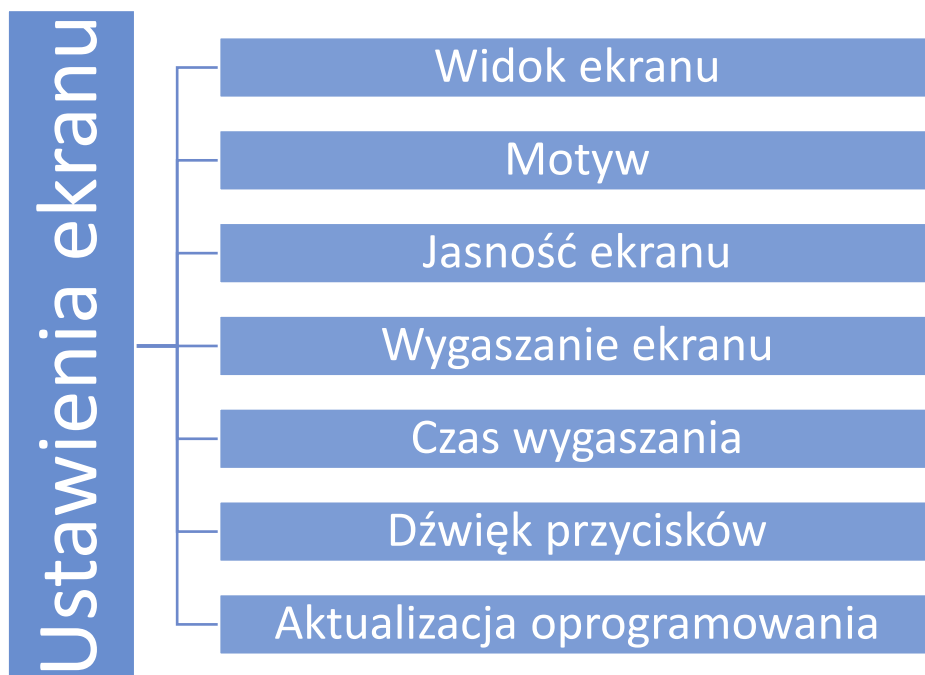 Ustawienia ekranu
Widok ekranu
Motyw
Jasność ekranu
Wygaszanie ekranu
Czas wygaszania
Dźwięk przycisków
Aktualizacja oprogramowania